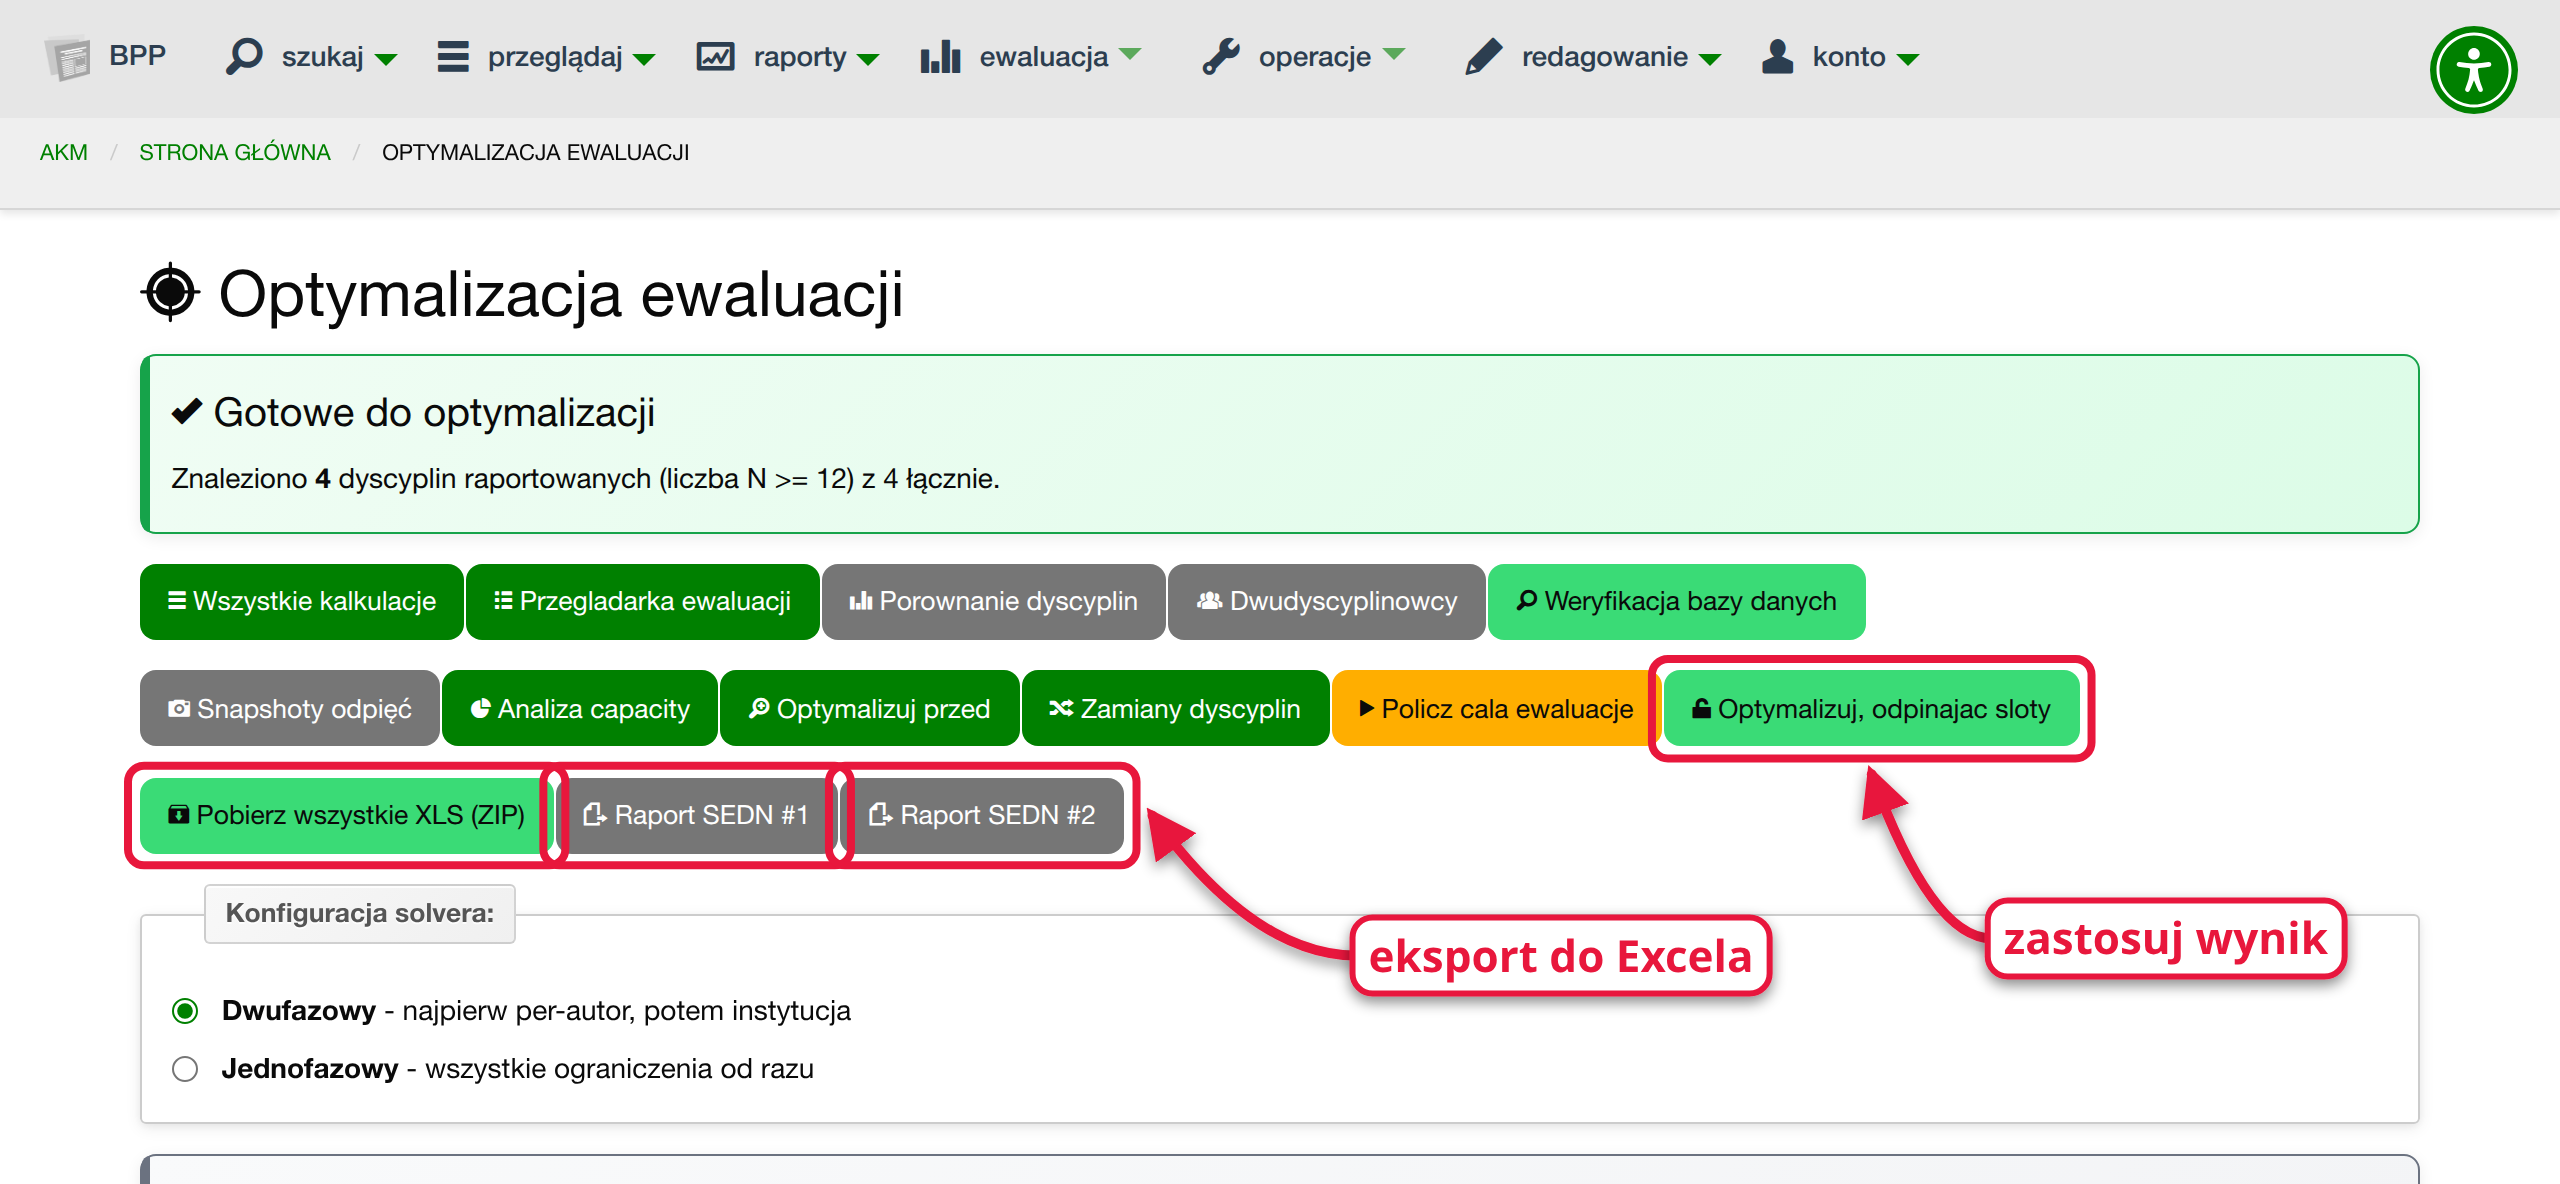 BPP szukaj przeglądaj raporty ewaluacja operacje redagowanie konto
AKM / STRONA GŁÓWNA / OPTYMALIZACJA EWALUACJI
Optymalizacja ewaluacji
Gotowe do optymalizacji
Znaleziono 4 dyscyplin raportowanych (liczba N >= 12) z 4 łącznie.
Wszystkie kalkulacje Przegladarka ewaluacji Porownanie dyscyplin Dwudyscyplinowcy Weryfikacja bazy danych
Snapshoty odpięć Analiza capacity Optymalizuj przed Zamiany dyscyplin Policz cala ewaluacje Optymalizuj, odpinajac sloty
Pobierz wszystkie XLS (ZIP) Raport SEDN #1 Raport SEDN #2
Konfiguracja solvera:
eksport do Excela
zastosuj wynik
Dwufazowy - najpierw per-autor, potem instytucja
Jednofazowy - wszystkie ograniczenia od razu